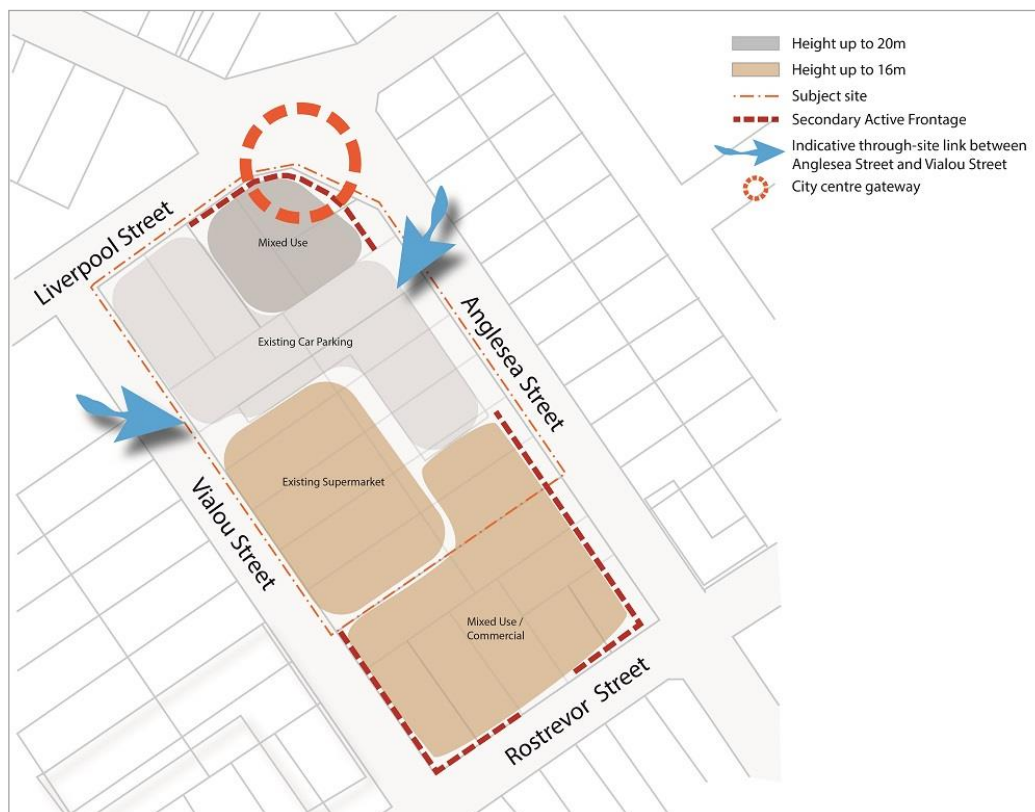 Height up to 20m
Height up to 16m
Subject site
Secondary Active Frontage
Indicative through-site link between
Anglesea Street and Vialou Street
City centre gateway
Liverpool Street
Mixed Use
Anglesea Street
Existing Car Parking
Existing Supermarket
Vialou Street
Mixed Use /
Commercial
Rostrevor Street